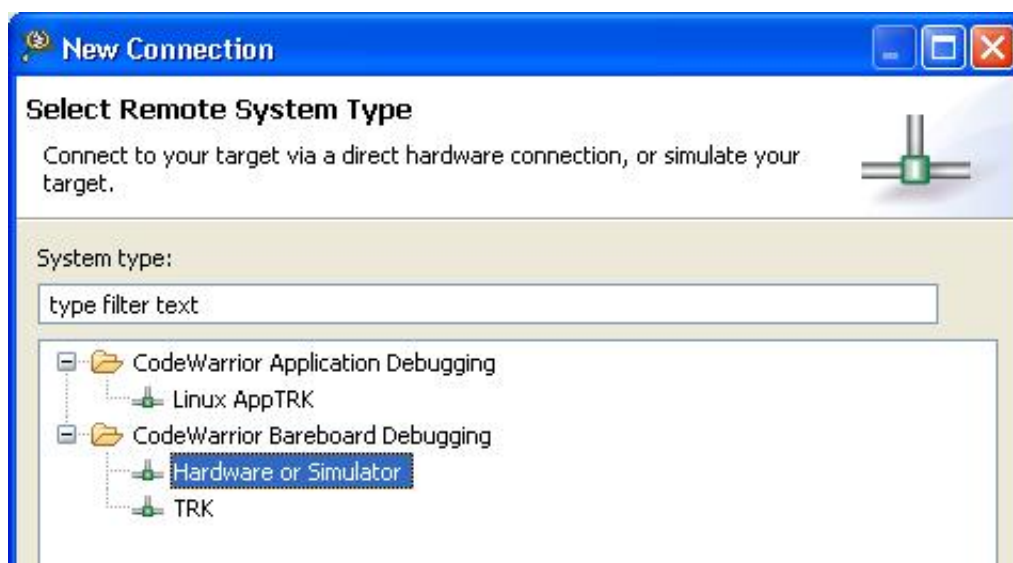 New Connection
Select Remote System Type
Connect to your target via a direct hardware connection, or simulate your
target.
System type:
type filter text
CodeWarrior Application Debugging
Linux AppTRK
CodeWarrior Bareboard Debugging
Hardware or Simulator
TRK